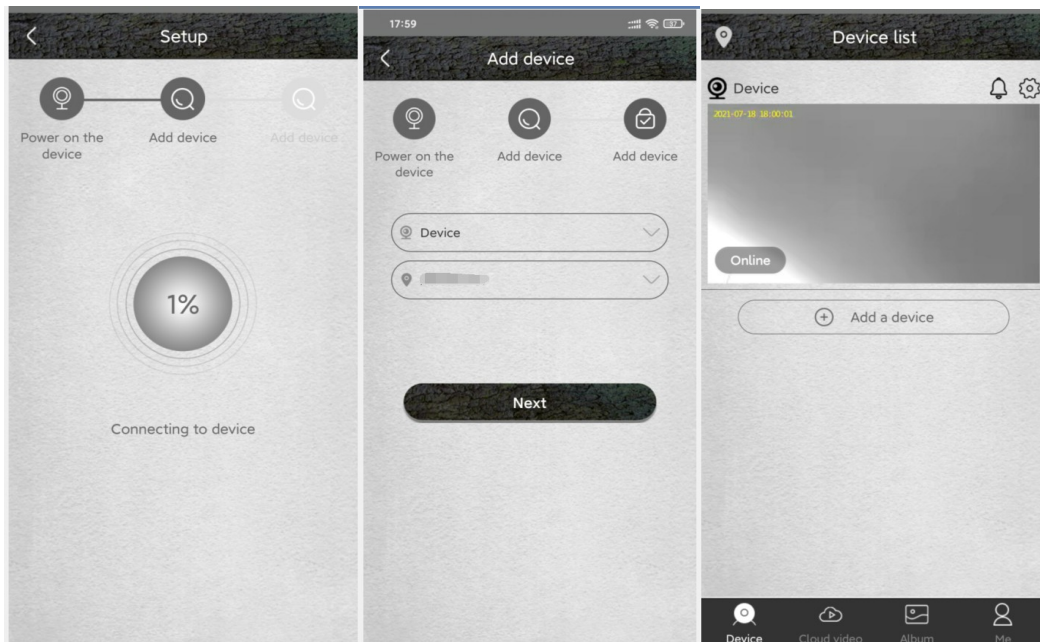 Setup
Power on the
device
Add device
Add device
1%
Connecting to device
17:59
37
Add device
Power on the
device
Add device
Add device
Device
Next
Device list
Device
2021-07-18 18:00:01
Online
Add a device
Device
Cloud video
Album
Me